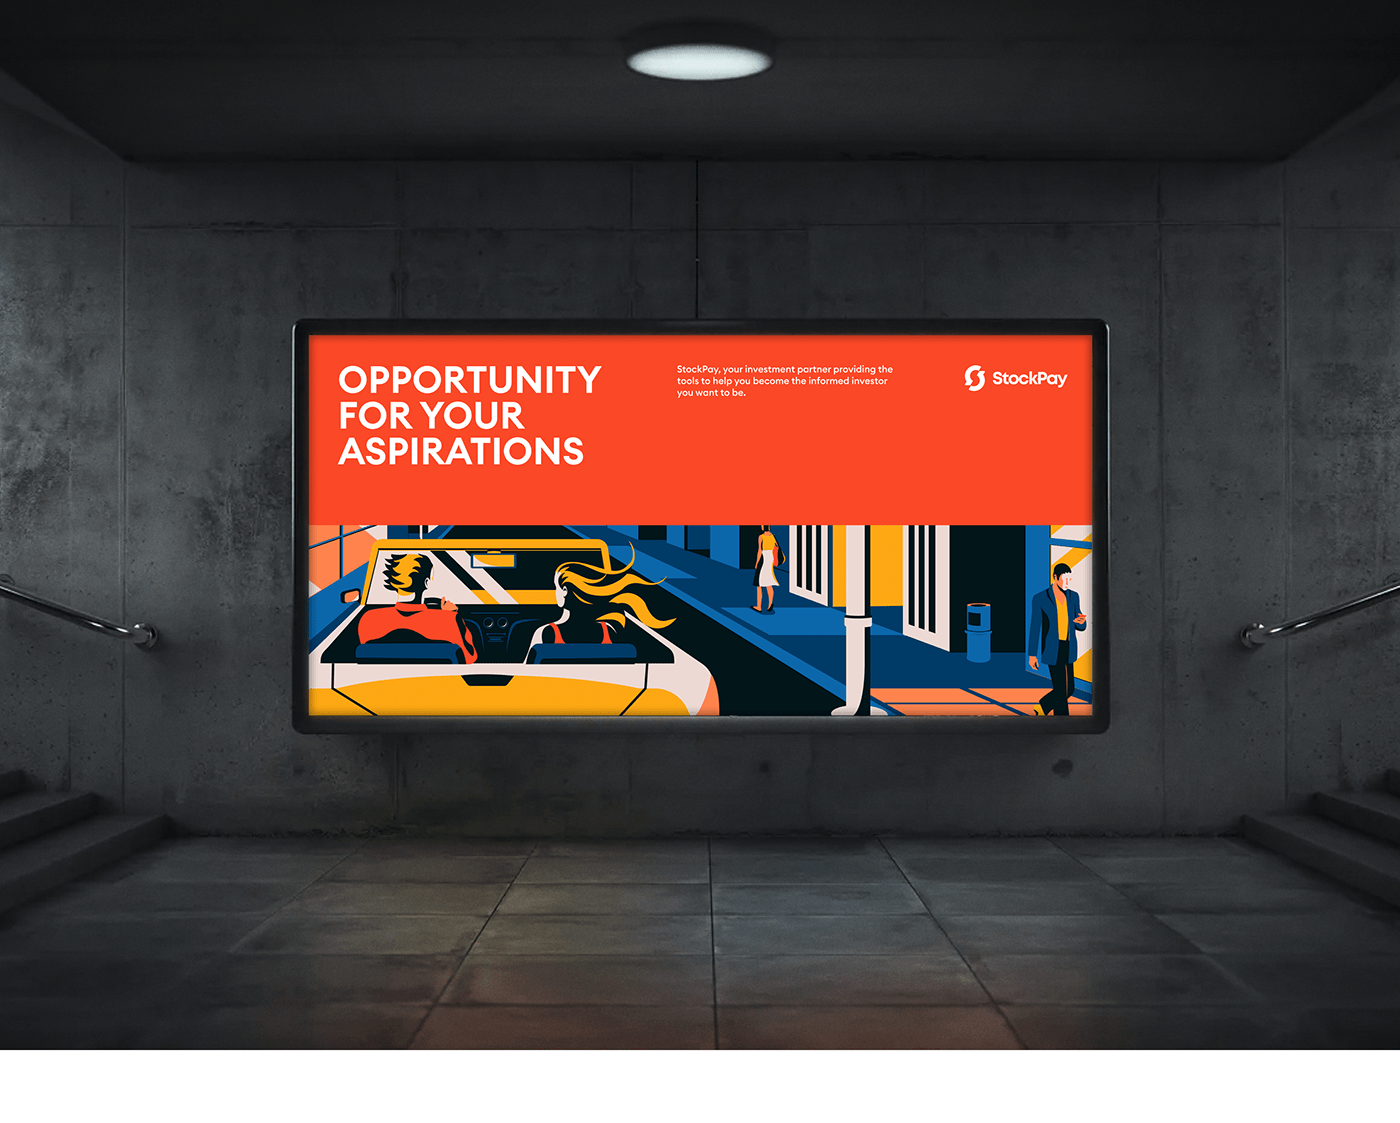 OPPORTUNITY
FOR YOUR
ASPIRATIONS
StockPay, your investment partner providing the
tools to help you become the informed investor
you want to be.
StockPay